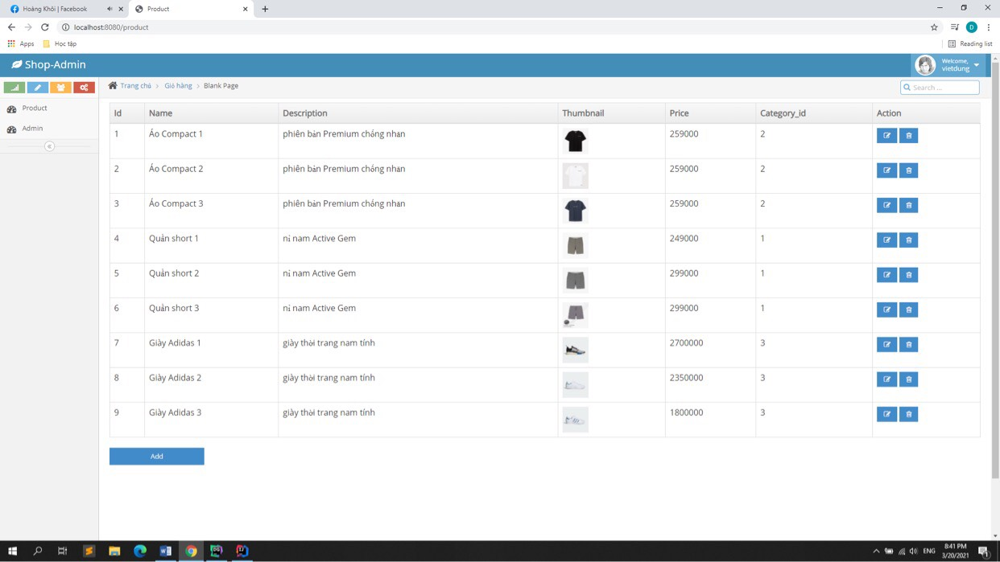 Hoàng Khôi | Facebook
Product
localhost:8080/product
Apps
Học tập
Reading list
D
Shop-Admin
Welcome,
vietdung
Trang chủ > Giỏ hàng > Blank Page
Search ...
Product
Admin
Id Name Description Thumbnail Price Category_id Action
1 Áo Compact 1 phiên bản Premium chống nhăn 259000 2
2 Áo Compact 2 phiên bản Premium chống nhăn 259000 2
3 Áo Compact 3 phiên bản Premium chống nhăn 259000 2
4 Quần short 1 nỉ nam Active Gem 249000 1
5 Quần short 2 nỉ nam Active Gem 299000 1
6 Quần short 3 nỉ nam Active Gem 299000 1
7 Giày Adidas 1 giày thời trang nam tính 2700000 3
8 Giày Adidas 2 giày thời trang nam tính 2350000 3
9 Giày Adidas 3 giày thời trang nam tính 1800000 3
Add
ENG
8:41 PM
3/20/2021
1